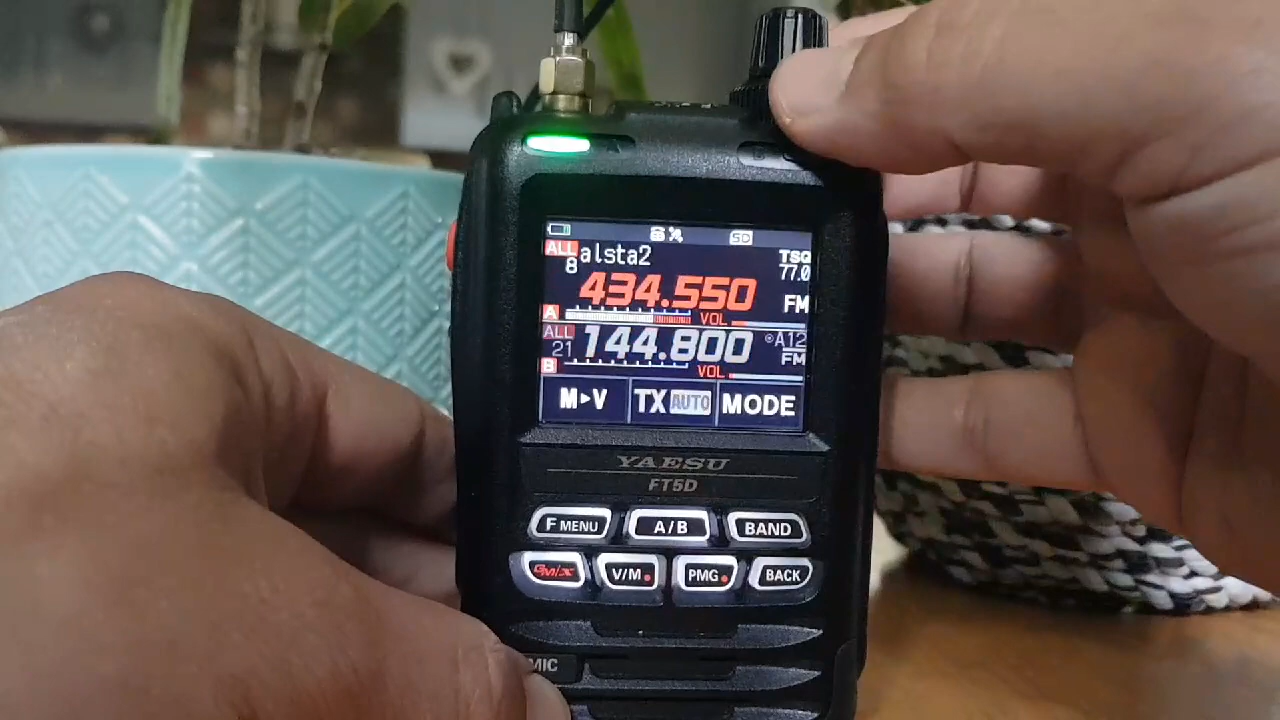 SD
ALL alsta2 TSQ
8 77.0
434.550 FM
A VOL
ALL 144.800 A12
21 FM
B VOL
M▸V TX AUTO MODE
YAESU
FT5D
F MENU A/B BAND
GM/X V/M PMG BACK
MIC